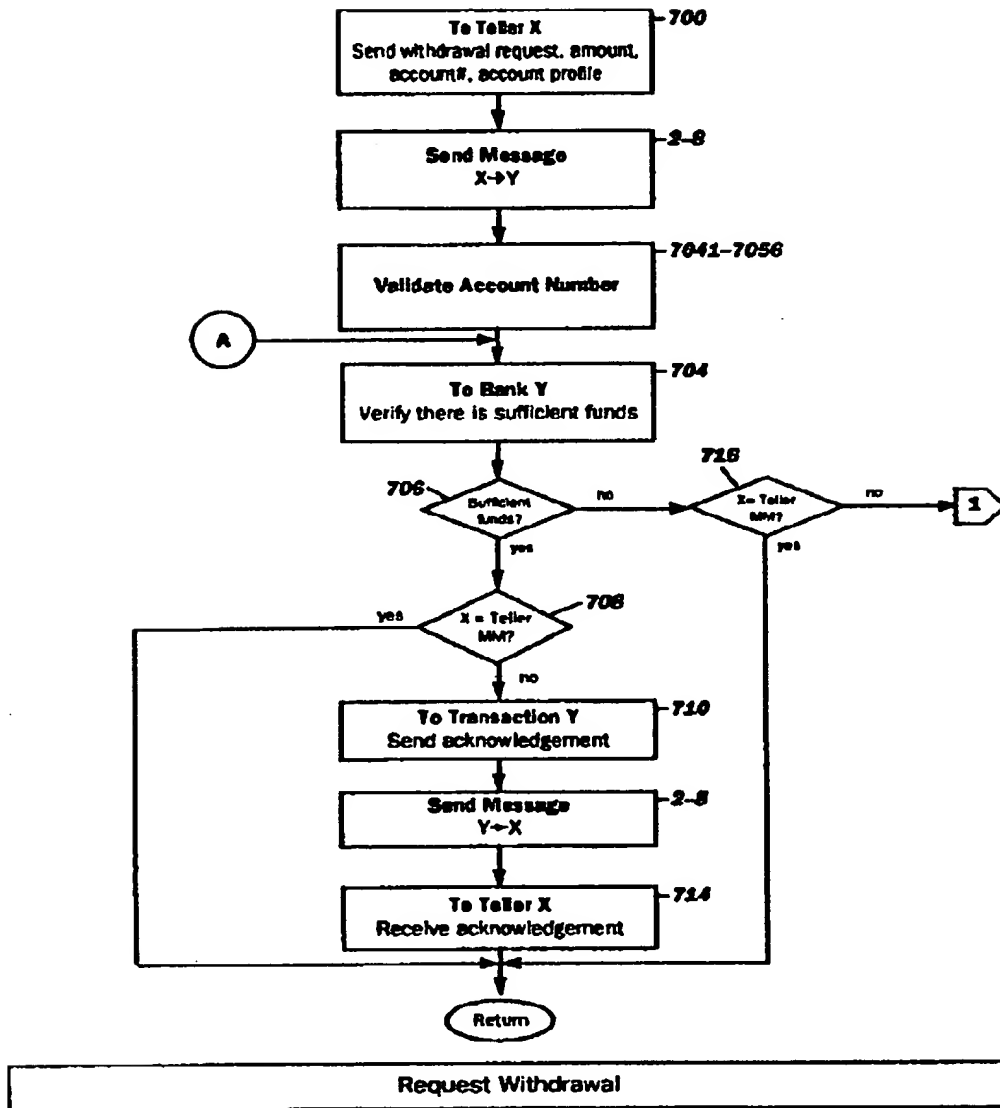 To Teller X
700
Send withdrawal request, amount,
account#, account profile
Send Message
2-8
X→Y
7041-7056
Validate Account Number
A
To Bank Y
704
Verify there is sufficient funds
706
Sufficient
funds?
no
716
X= Teller
MM?
no
1
yes
yes
yes
X = Teller
MM?
708
no
To Transaction Y
710
Send acknowledgement
Send Message
2-8
Y→X
To Teller X
714
Receive acknowledgement
Return
Request Withdrawal